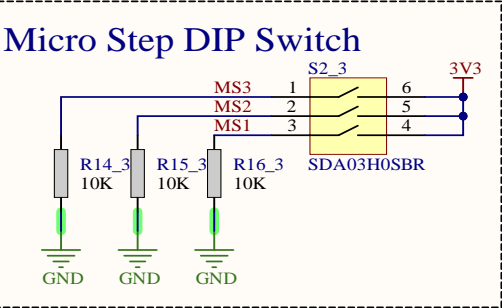 Micro Step DIP Switch
S2_3
3V3
MS3 1 6
MS2 2 5
MS1 3 4
R14_3 R15_3 R16_3 SDA03H0SBR
10K 10K 10K
GND GND GND